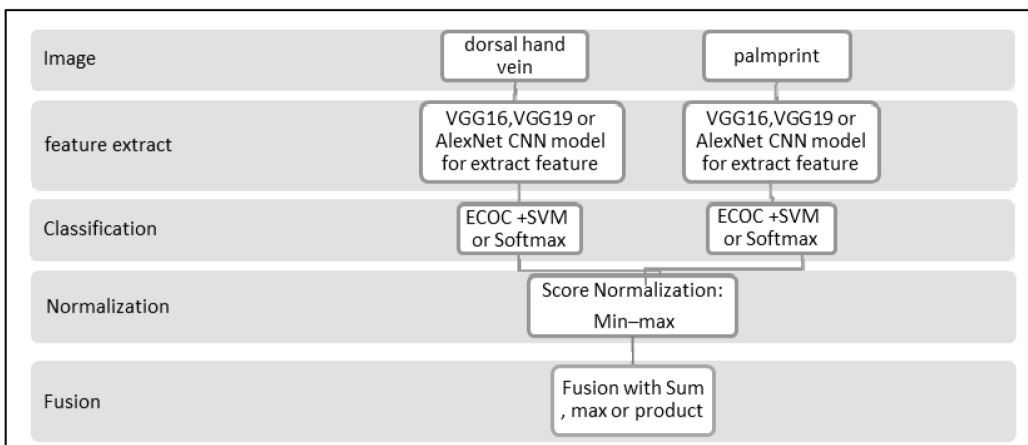 Image
dorsal hand
vein
palmprint
feature extract
VGG16,VGG19 or
AlexNet CNN model
for extract feature
VGG16,VGG19 or
AlexNet CNN model
for extract feature
Classification
ECOC +SVM
or Softmax
ECOC +SVM
or Softmax
Normalization
Score Normalization:
Min–max
Fusion
Fusion with Sum
, max or product